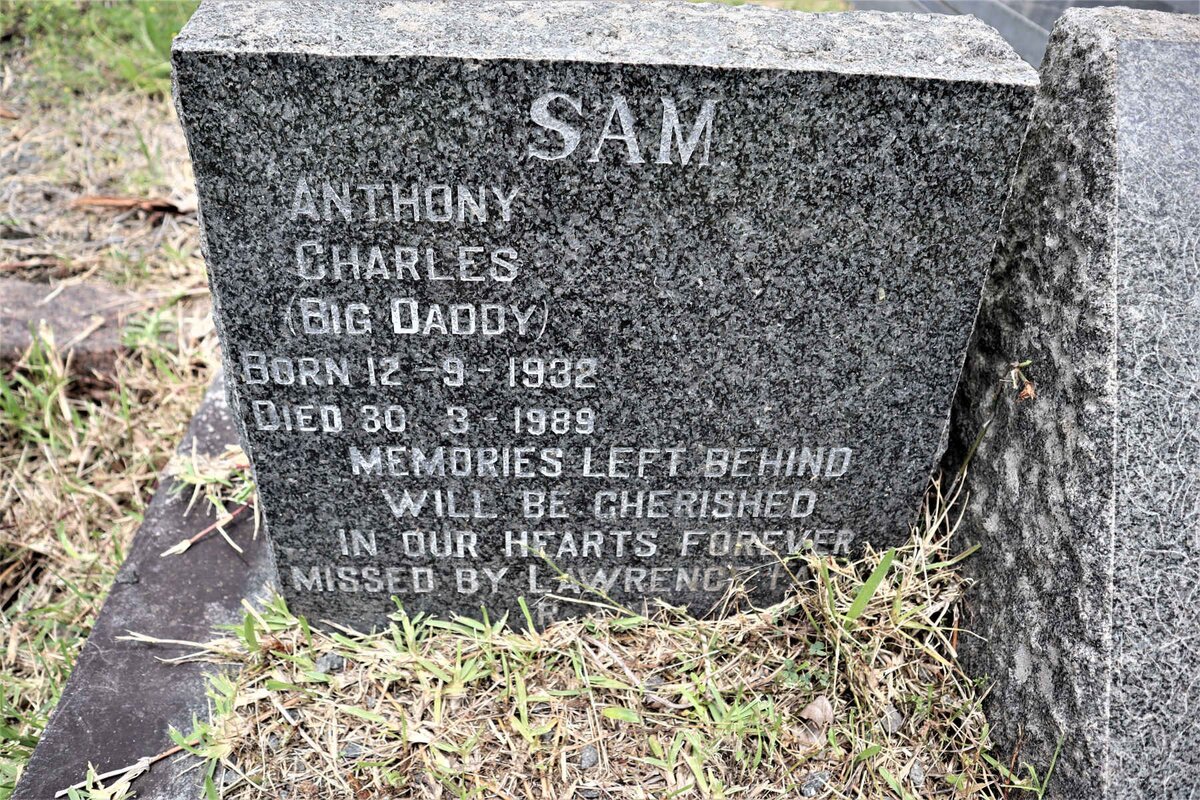 SAM
ANTHONY
CHARLES
(BIG DADDY)
BORN 12-9-1932
DIED 30 3-1989
MEMORIES LEFT BEHIND
WILL BE CHERISHED
IN OUR HEARTS FOREVER
MISSED BY LAWRENCE